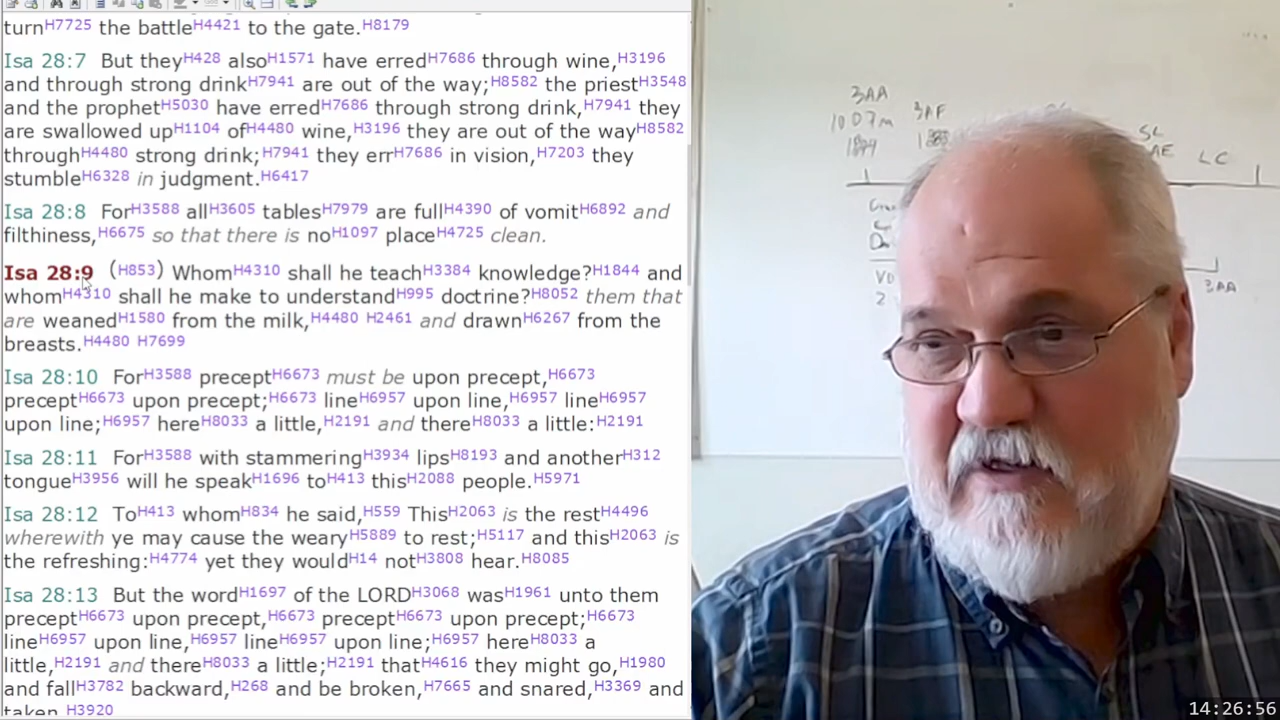 turnH7725 the battleH4421 to the gate.H8179
Isa 28:7 But theyH428 alsoH1571 have erredH7686 through wine,H3196
and through strong drinkH7941 are out of the way;H8582 the priestH3548
and the prophetH5030 have erredH7686 through strong drink,H7941 they
are swallowed upH1104 ofH4480 wine,H3196 they are out of the wayH8582
throughH4480 strong drink;H7941 they errH7686 in vision,H7203 they
stumbleH6328 in judgment.H6417
Isa 28:8 ForH3588 allH3605 tablesH7979 are fullH4390 of vomitH6892 and
filthiness,H6675 so that there is noH1097 placeH4725 clean.
Isa 28:9 (H853) WhomH4310 shall he teachH3384 knowledge?H1844 and
whomH4310 shall he make to understandH995 doctrine?H8052 them that
are weanedH1580 from the milk,H4480 H2461 and drawnH6267 from the
breasts.H4480 H7699
Isa 28:10 ForH3588 preceptH6673 must be upon precept,H6673
preceptH6673 upon precept;H6673 lineH6957 upon line,H6957 lineH6957
upon line;H6957 hereH8033 a little,H2191 and thereH8033 a little:H2191
Isa 28:11 ForH3588 with stammeringH3934 lipsH8193 and anotherH312
tongueH3956 will he speakH1696 toH413 thisH2088 people.H5971
Isa 28:12 ToH413 whomH834 he said,H559 ThisH2063 is the restH4496
wherewith ye may cause the wearyH5889 to rest;H5117 and thisH2063 is
the refreshing:H4774 yet they wouldH14 notH3808 hear.H8085
Isa 28:13 But the wordH1697 of the LORDH3068 wasH1961 unto them
preceptH6673 upon precept,H6673 preceptH6673 upon precept;H6673
lineH6957 upon line,H6957 lineH6957 upon line;H6957 hereH8033 a
little,H2191 and thereH8033 a little;H2191 thatH4616 they might go,H1980
and fallH3782 backward,H268 and be broken,H7665 and snared,H3369 and
taken.H3920
3AA
3AF
1844
SL
LC
3AA
14:26:56